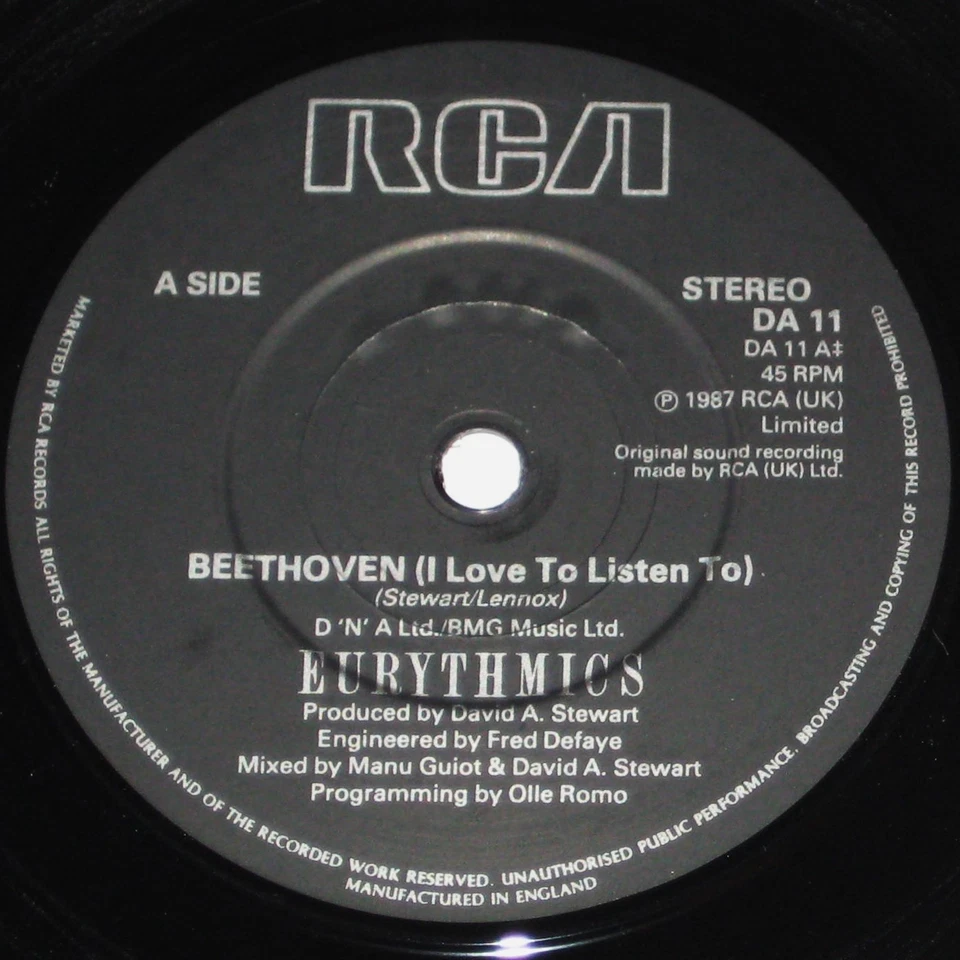 RCA
A SIDE
STEREO
DA 11
DA 11 A‡
45 RPM
Ⓟ 1987 RCA (UK)
Limited
Original sound recording
made by RCA (UK) Ltd.
BEETHOVEN (I Love To Listen To)
(Stewart/Lennox)
D 'N' A Ltd./BMG Music Ltd.
EURYTHMICS
Produced by David A. Stewart
Engineered by Fred Defaye
Mixed by Manu Guiot & David A. Stewart
Programming by Olle Romo
MARKETED BY RCA RECORDS ALL RIGHTS OF THE MANUFACTURER AND OF THE RECORDED WORK RESERVED. UNAUTHORISED PUBLIC PERFORMANCE. BROADCASTING AND COPYING OF THIS RECORD PROHIBITED
MANUFACTURED IN ENGLAND